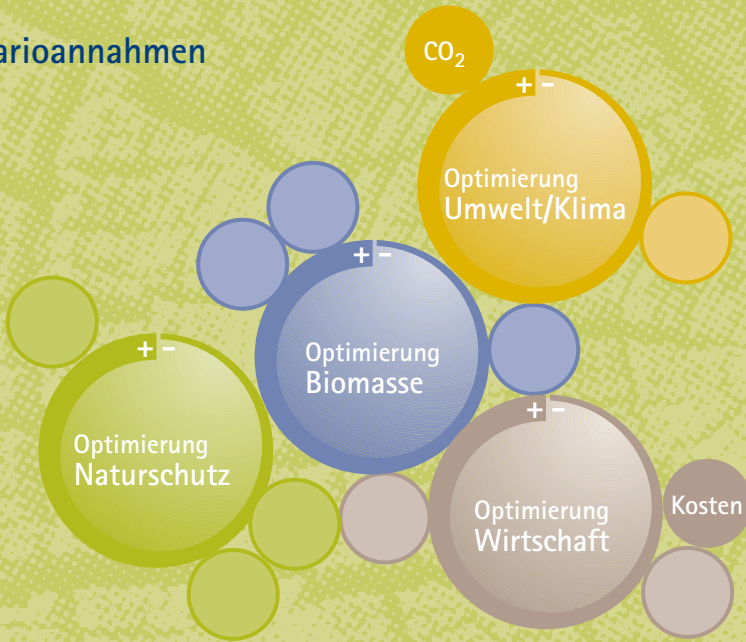 arioannahmen
CO₂
+ −
Optimierung
Umwelt/Klima
+ −
Optimierung
Biomasse
+ −
Optimierung
Naturschutz
+ −
Optimierung
Wirtschaft
Kosten